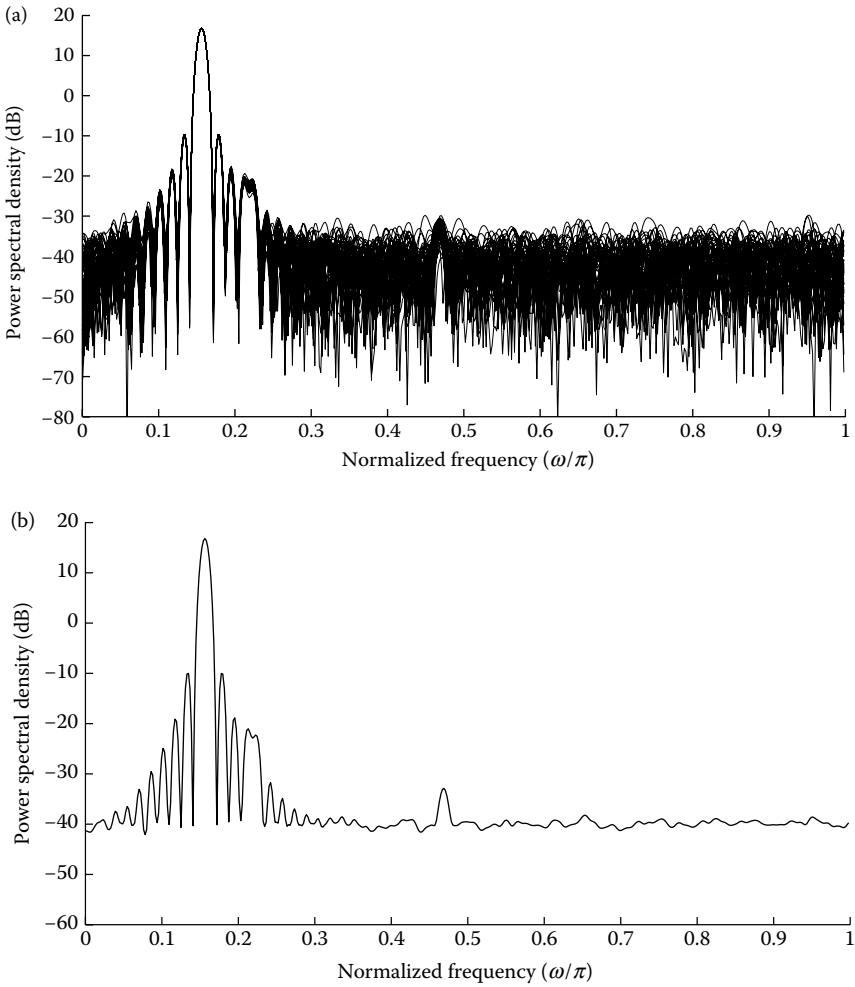 (a)
Power spectral density (dB)
20
10
0
–10
–20
–30
–40
–50
–60
–70
–80
0 0.1 0.2 0.3 0.4 0.5 0.6 0.7 0.8 0.9 1
Normalized frequency (ω/π)
(b)
Power spectral density (dB)
20
10
0
–10
–20
–30
–40
–50
–60
0 0.1 0.2 0.3 0.4 0.5 0.6 0.7 0.8 0.9 1
Normalized frequency (ω/π)